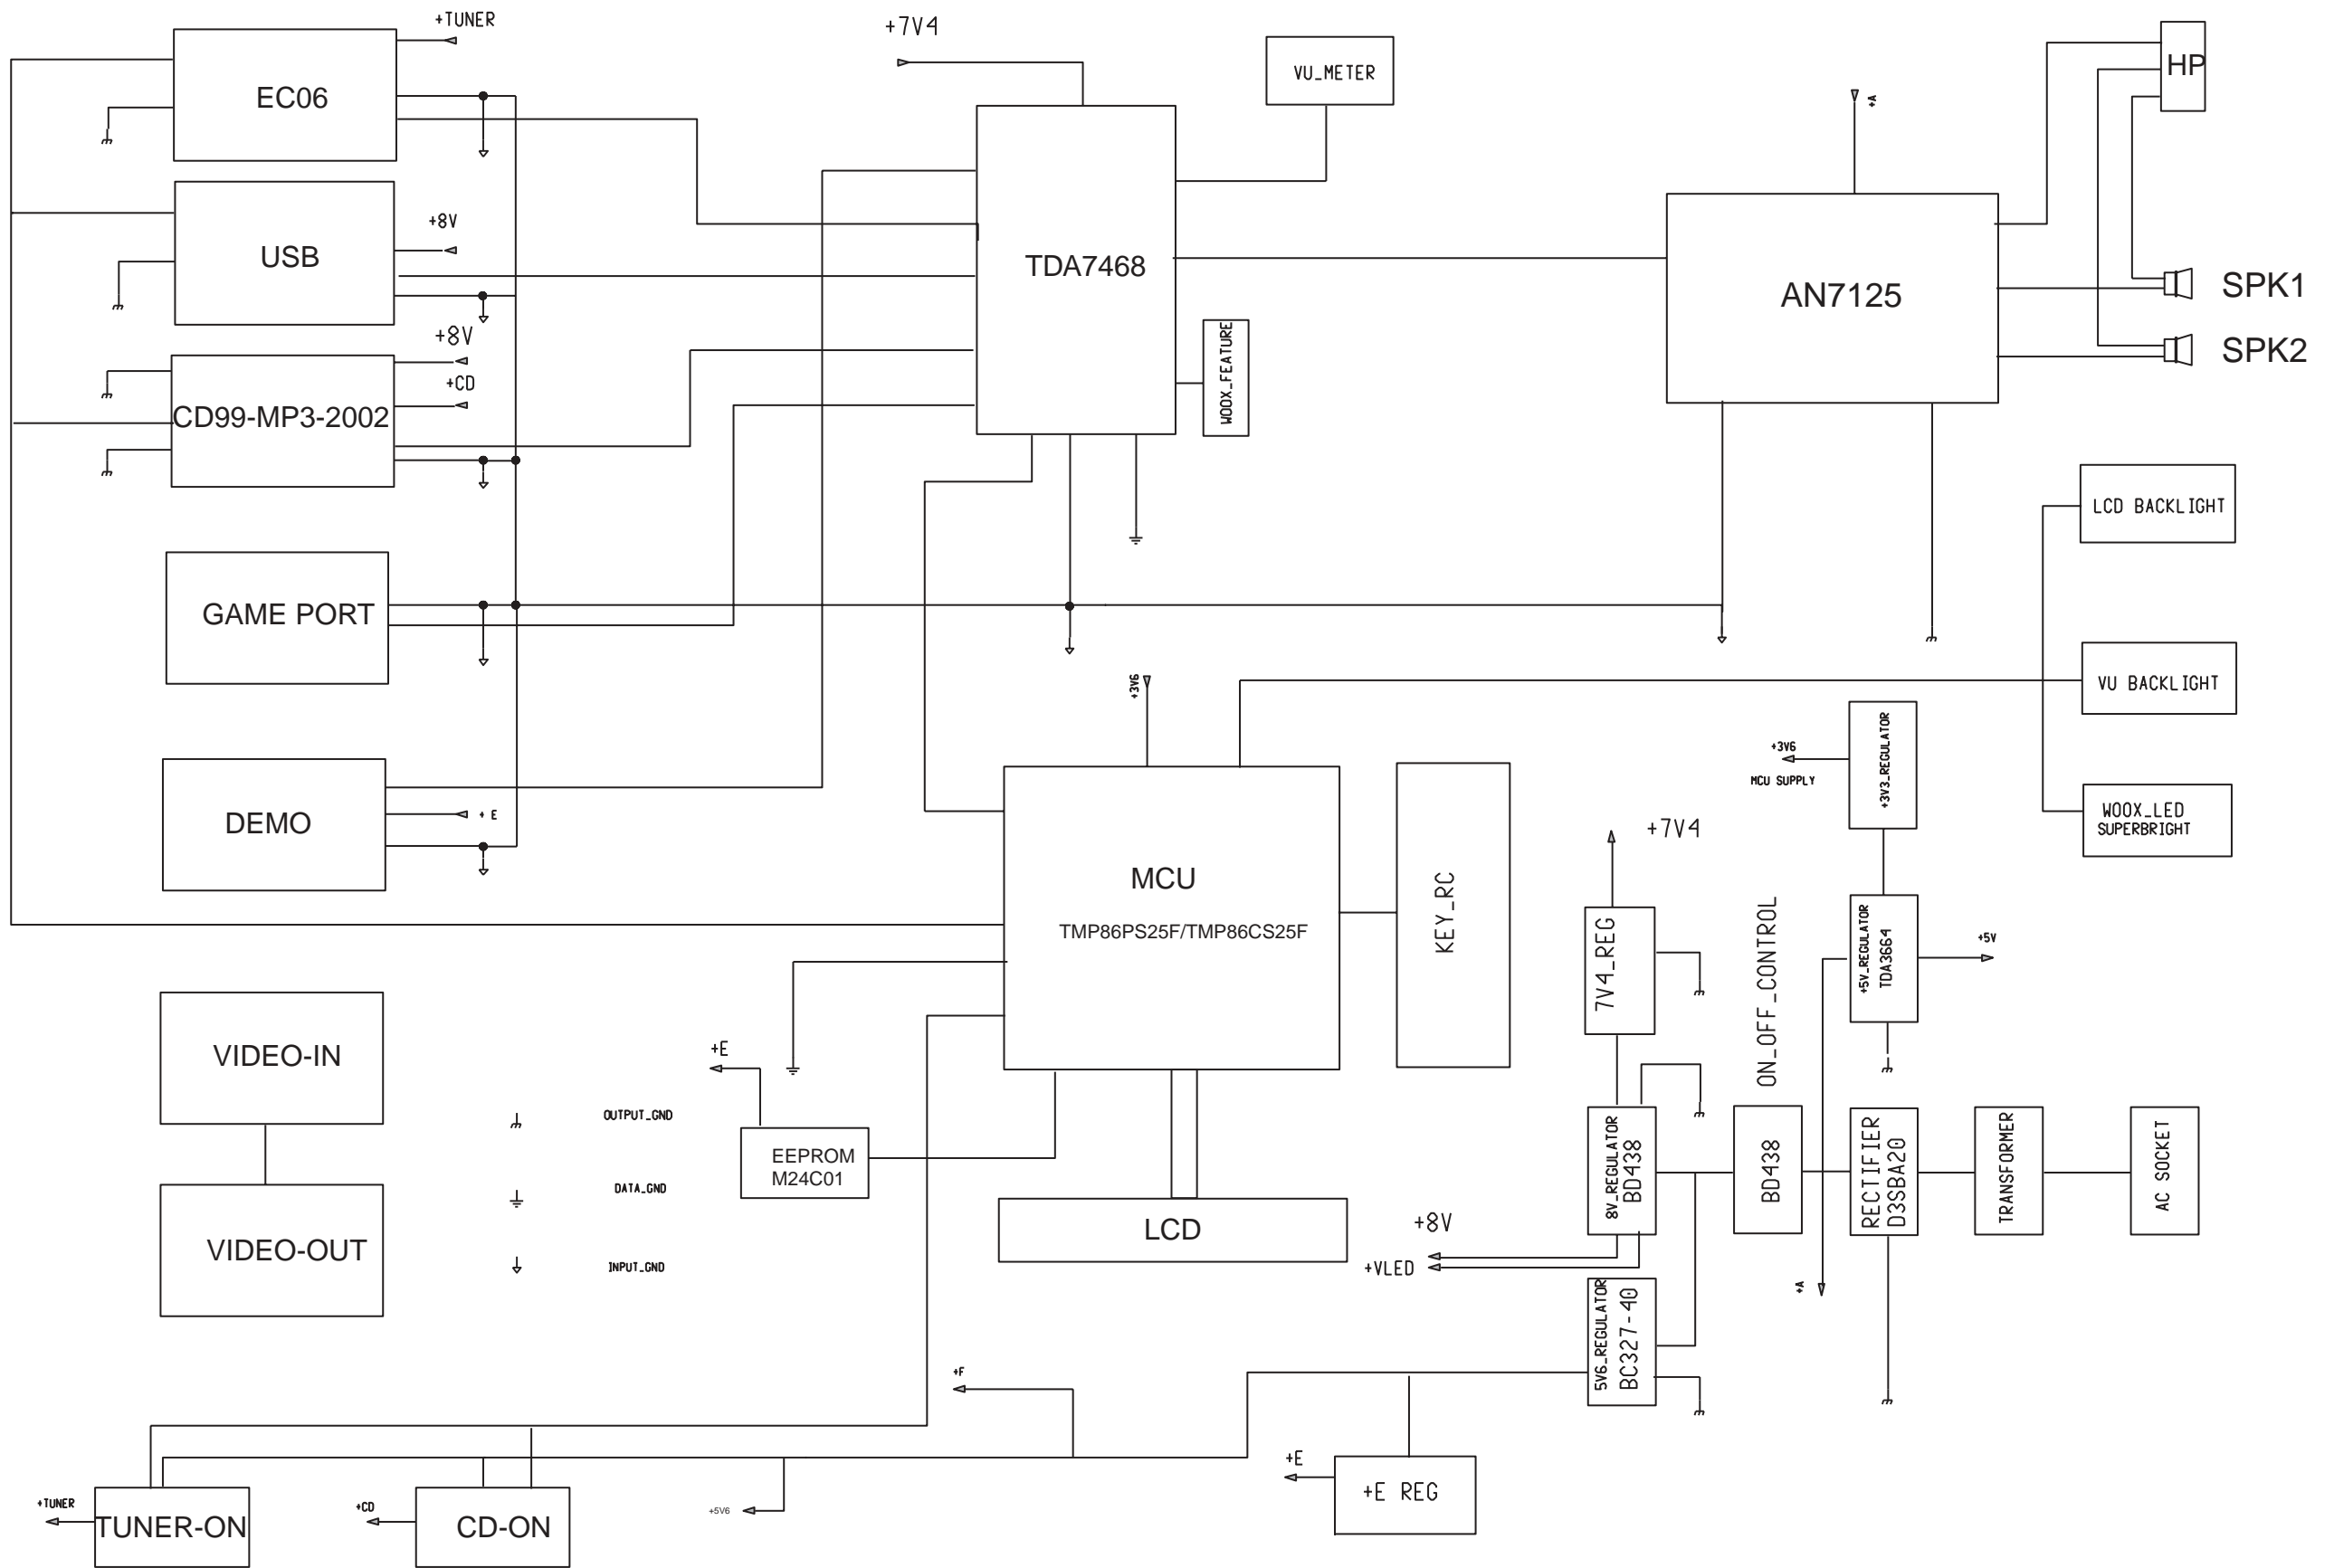 +TUNER
EC06
+7V4
VU_METER
HP
+A
USB
+8V
TDA7468
AN7125
SPK1
SPK2
+8V
+CD
CD99-MP3-2002
WOOX_FEATURE
LCD BACKLIGHT
GAME PORT
+3V6
VU BACKLIGHT
+3V3_REGULATOR
+3V6
MCU SUPPLY
DEMO
+ E
WOOX_LED
SUPERBRIGHT
+7V4
MCU
TMP86PS25F/TMP86CS25F
KEY_RC
7V4_REG
ON_OFF_CONTROL
+5V_REGULATOR
TDA3664
+5V
VIDEO-IN
+E
OUTPUT_GND
EEPROM
M24C01
DATA_GND
8V_REGULATOR
BD438
BD438
RECTIFIER
D3SBA20
TRANSFORMER
AC SOCKET
VIDEO-OUT
LCD
+8V
+VLED
INPUT_GND
+A
5V6_REGULATOR
BC327-40
+F
+E
+E REG
+TUNER
TUNER-ON
+CD
CD-ON
+5V6